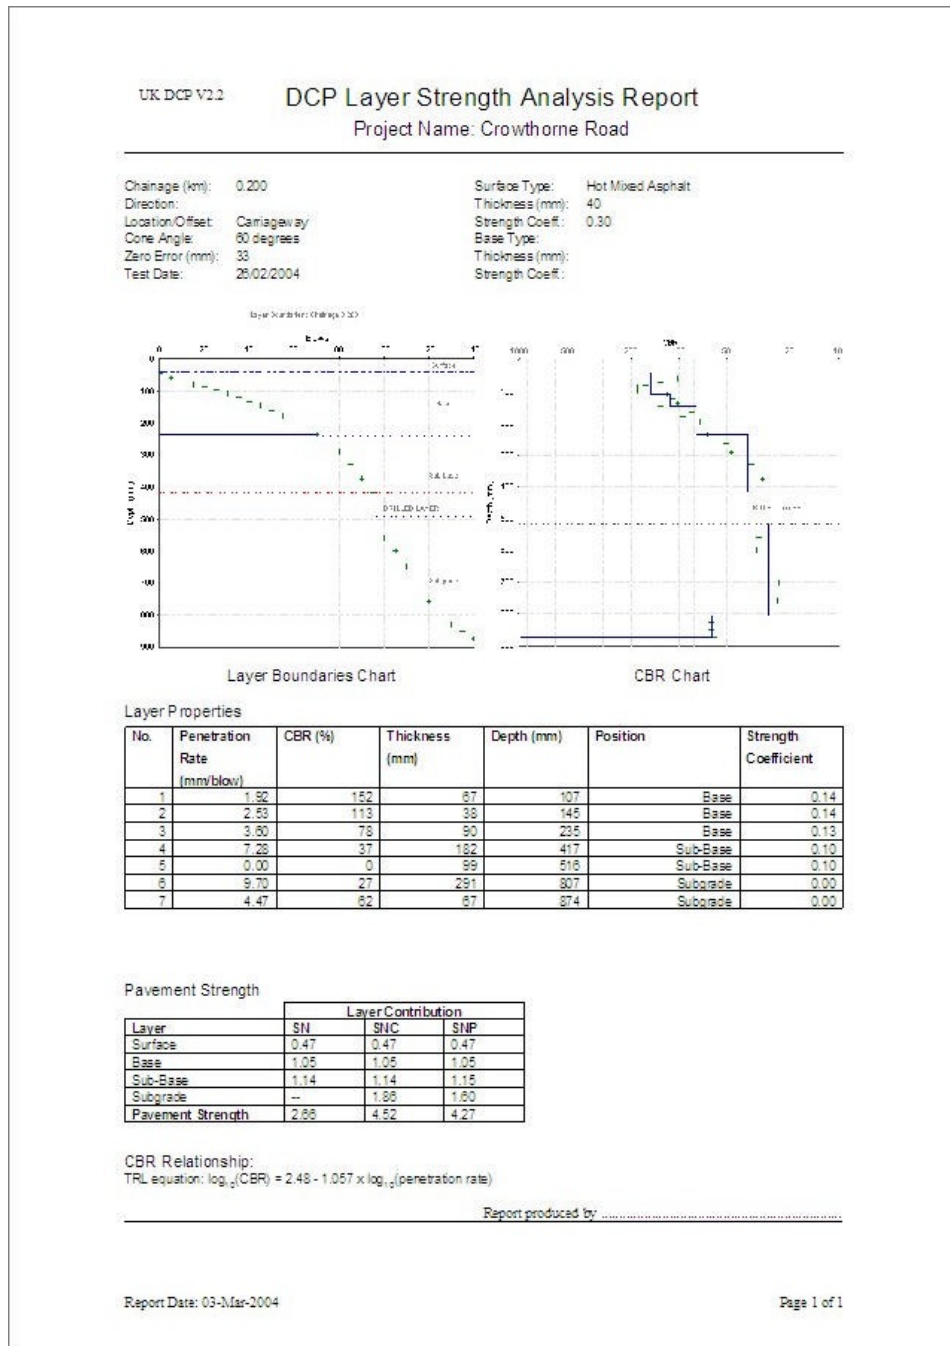 UK DCP V2.2
DCP Layer Strength Analysis Report
Project Name: Crowthorne Road
Chainage (km): 0.200
Direction:
Location/Offset: Carriageway
Cone Angle: 60 degrees
Zero Error (mm): 33
Test Date: 26/02/2004
Surface Type: Hot Mixed Asphalt
Thickness (mm): 40
Strength Coeff.: 0.30
Base Type:
Thickness (mm):
Strength Coeff.:
Surface
Sub-base
DRILLED LAYER
Layer Boundaries Chart
CBR Chart
Layer Properties
No. Penetration Rate (mm/blow) CBR (%) Thickness (mm) Depth (mm) Position Strength Coefficient
1 1.92 152 67 107 Base 0.14
2 2.53 113 38 145 Base 0.14
3 3.60 78 90 235 Base 0.13
4 7.28 37 182 417 Sub-Base 0.10
5 0.00 0 99 516 Sub-Base 0.10
6 9.70 27 291 807 Subgrade 0.00
7 4.47 62 67 874 Subgrade 0.00
Pavement Strength
Layer Contribution
Layer SN SNC SNP
Surface 0.47 0.47 0.47
Base 1.05 1.05 1.05
Sub-Base 1.14 1.14 1.15
Subgrade -- 1.86 1.60
Pavement Strength 2.66 4.52 4.27
CBR Relationship:
TRL equation: log (CBR) = 2.48 - 1.057 x log (penetration rate)
Report produced by ......................................................................
Report Date: 03-Mar-2004
Page 1 of 1